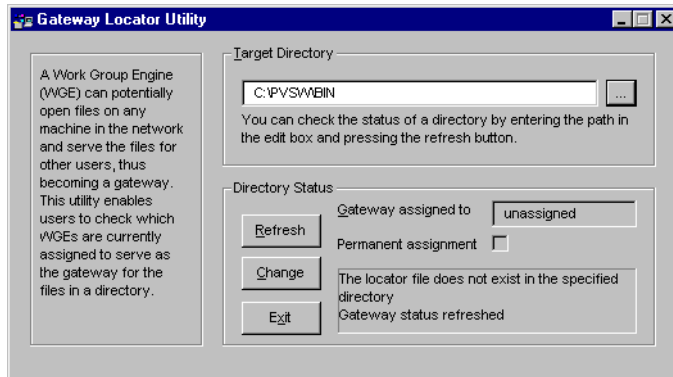 Gateway Locator Utility
A Work Group Engine
(WGE) can potentially
open files on any
machine in the network
and serve the files for
other users, thus
becoming a gateway.
This utility enables
users to check which
WGEs are currently
assigned to serve as
the gateway for the
files in a directory.
Target Directory
C:\PVSW\BIN
...
You can check the status of a directory by entering the path in
the edit box and pressing the refresh button.
Directory Status
Refresh
Gateway assigned to
unassigned
Permanent assignment
Change
The locator file does not exist in the specified
directory
Gateway status refreshed
Exit